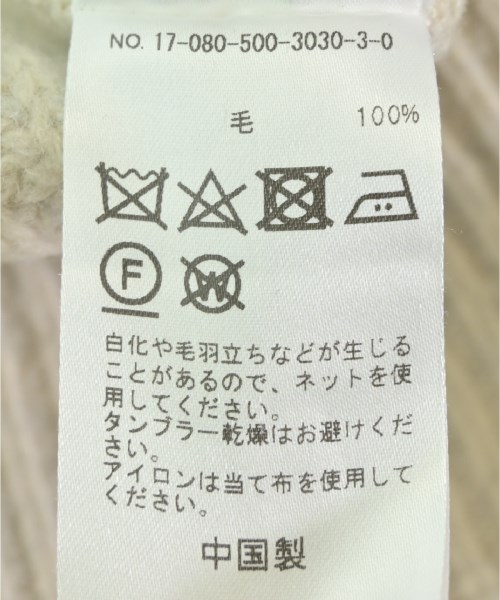 NO. 17-080-500-3030-3-0
毛 100%
F
W
白化や毛羽立ちなどが生じる
ことがあるので、ネットを使
用してください。
タンブラー乾燥はお避けくだ
さい。
アイロンは当て布を使用して
ください。
中国製